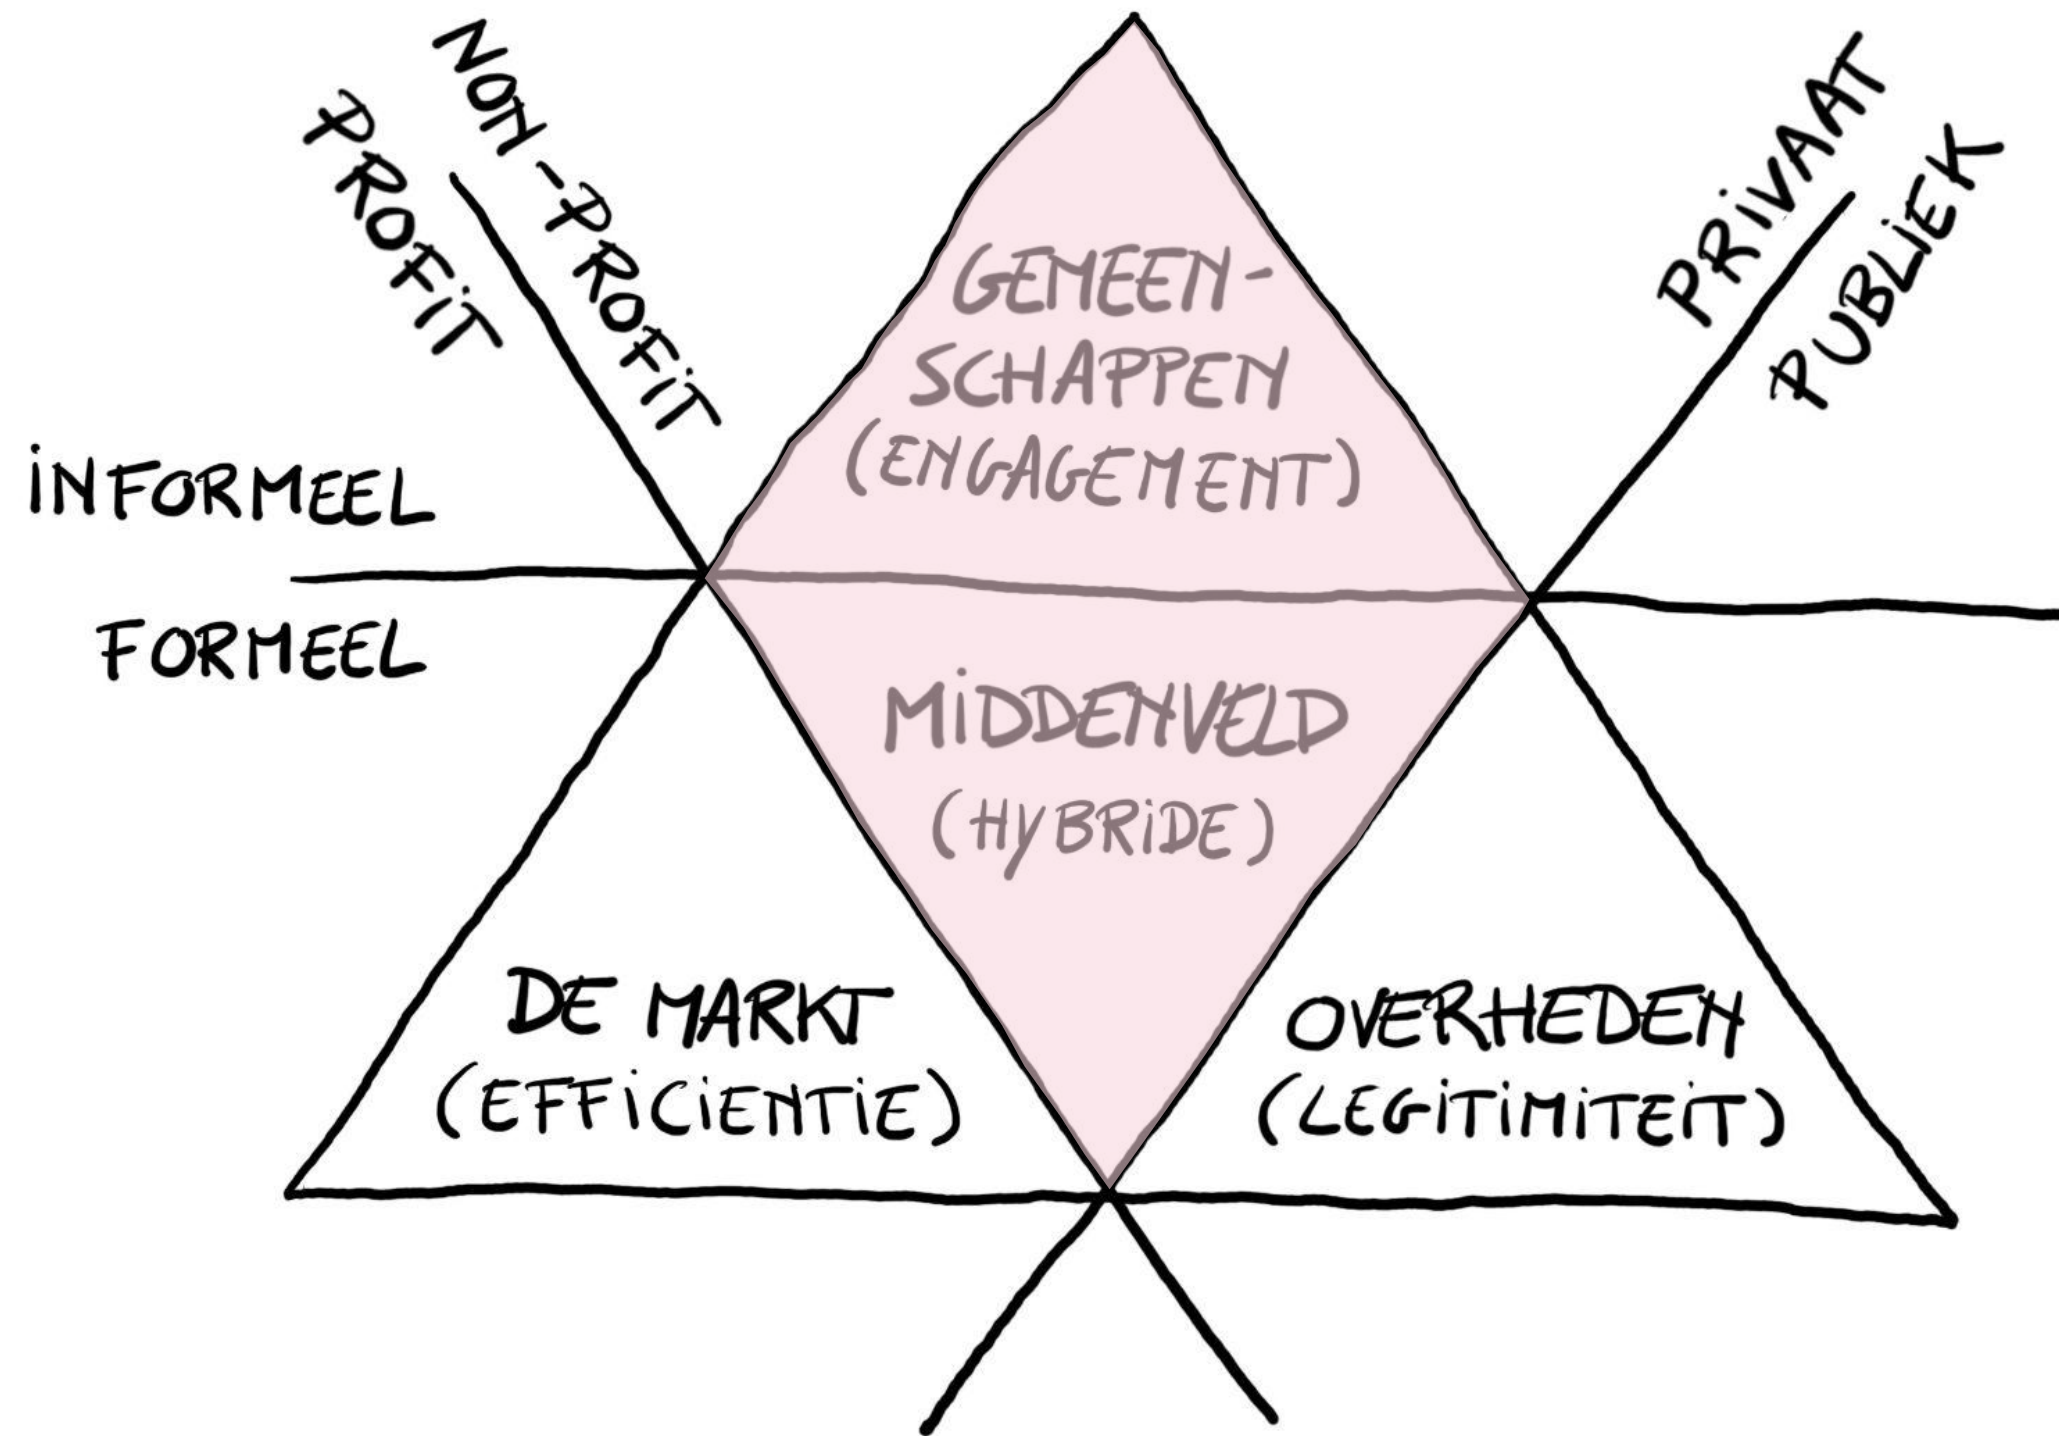 NON-PROFiT
PROFiT
PRiVAAT
PUBLiEK
GEMEEN-
SCHAPPEN
(ENGAGEMENT)
iNFORMEEL
FORMEEL
MiDDENVELD
(HYBRiDE)
DE MARKT
(EFFiCiENTiE)
OVERHEDEN
(LEGiTiMiTEiT)